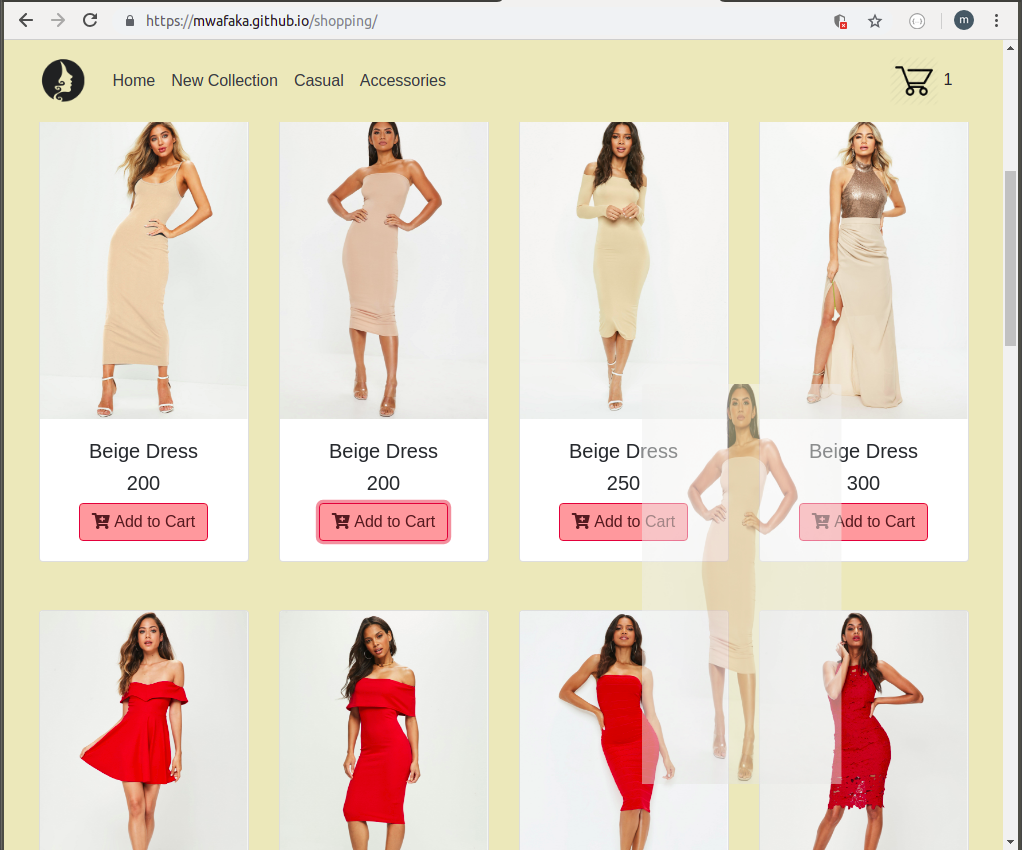 https://mwafaka.github.io/shopping/
m
Home New Collection Casual Accessories
1
Beige Dress Beige Dress Beige Dress Beige Dress
200 200 250 300
Add to Cart Add to Cart Add to Cart Add to Cart